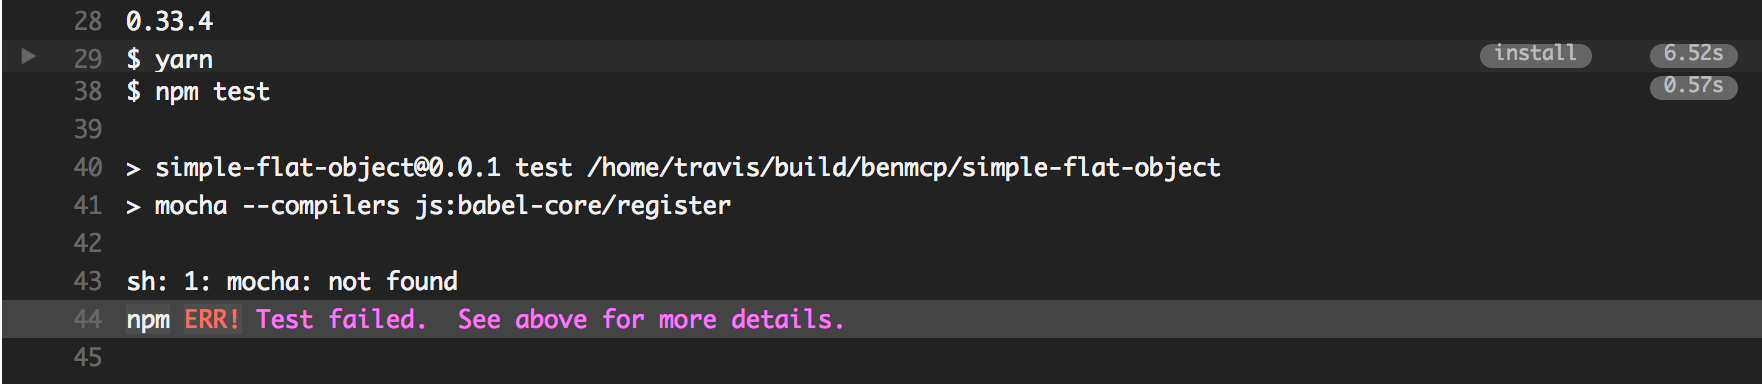 28 0.33.4
29 $ yarn install 6.52s
38 $ npm test 0.57s
39
40 > simple-flat-object@0.0.1 test /home/travis/build/benmcp/simple-flat-object
41 > mocha --compilers js:babel-core/register
42
43 sh: 1: mocha: not found
44 npm ERR! Test failed.  See above for more details.
45